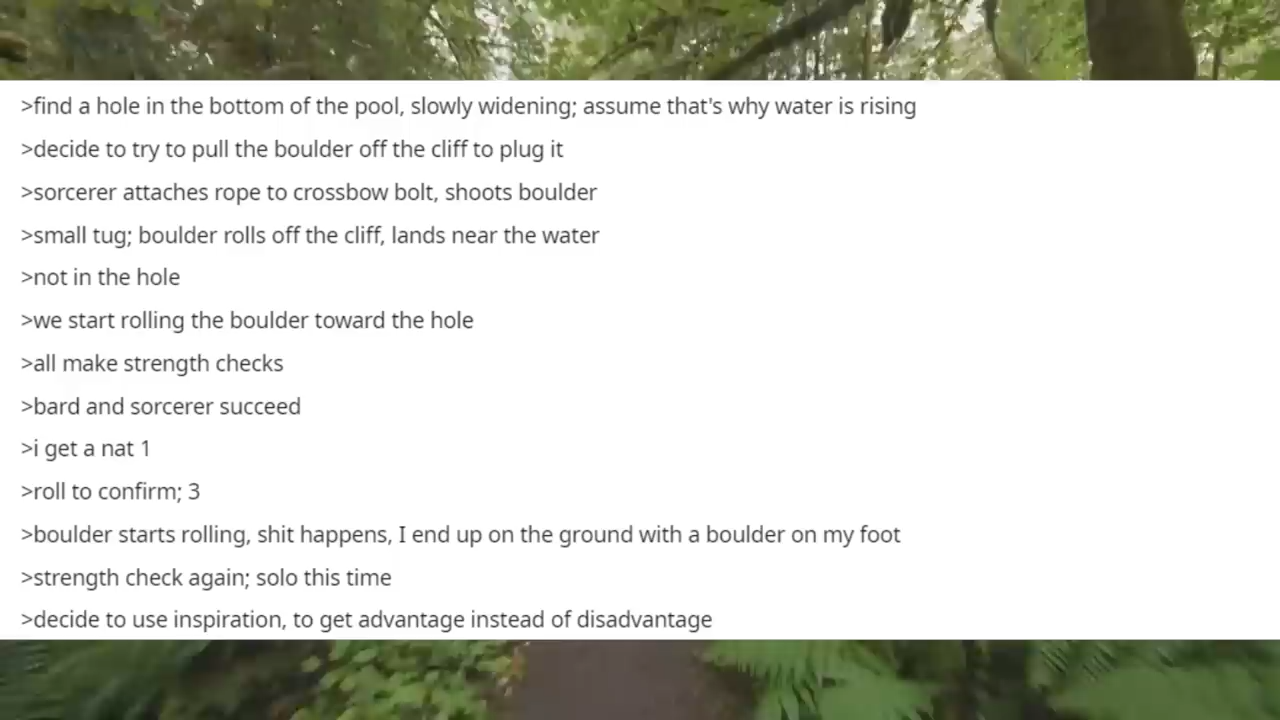 >find a hole in the bottom of the pool, slowly widening; assume that's why water is rising
>decide to try to pull the boulder off the cliff to plug it
>sorcerer attaches rope to crossbow bolt, shoots boulder
>small tug; boulder rolls off the cliff, lands near the water
>not in the hole
>we start rolling the boulder toward the hole
>all make strength checks
>bard and sorcerer succeed
>i get a nat 1
>roll to confirm; 3
>boulder starts rolling, shit happens, I end up on the ground with a boulder on my foot
>strength check again; solo this time
>decide to use inspiration, to get advantage instead of disadvantage